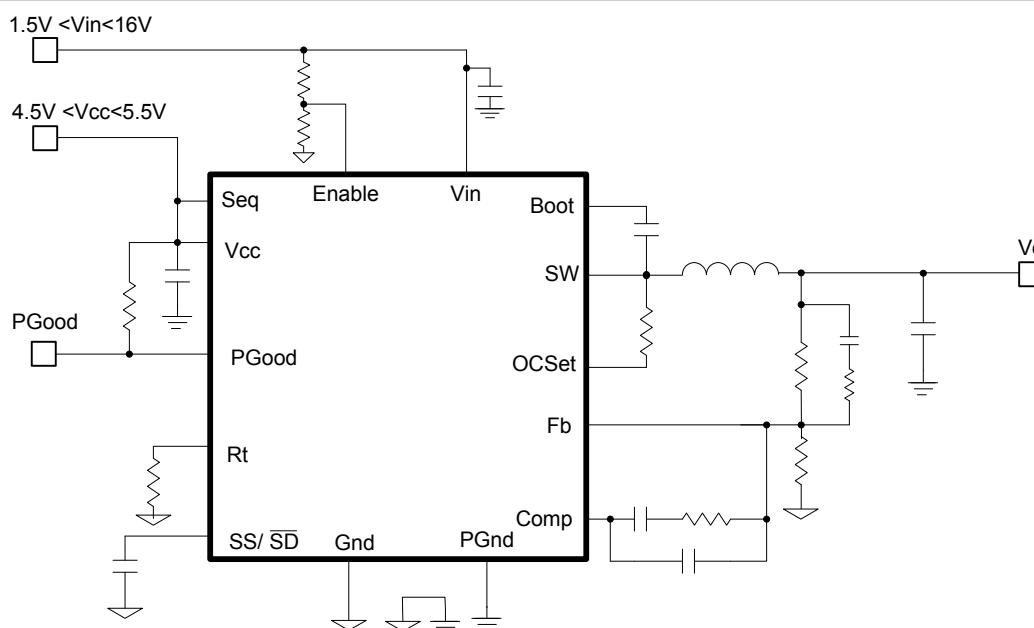 1.5V <Vin<16V
4.5V <Vcc<5.5V
Enable
Vin
Seq
Boot
Vcc
SW
PGood
PGood
OCSet
Fb
Rt
Comp
SS/ SD
Gnd
PGnd